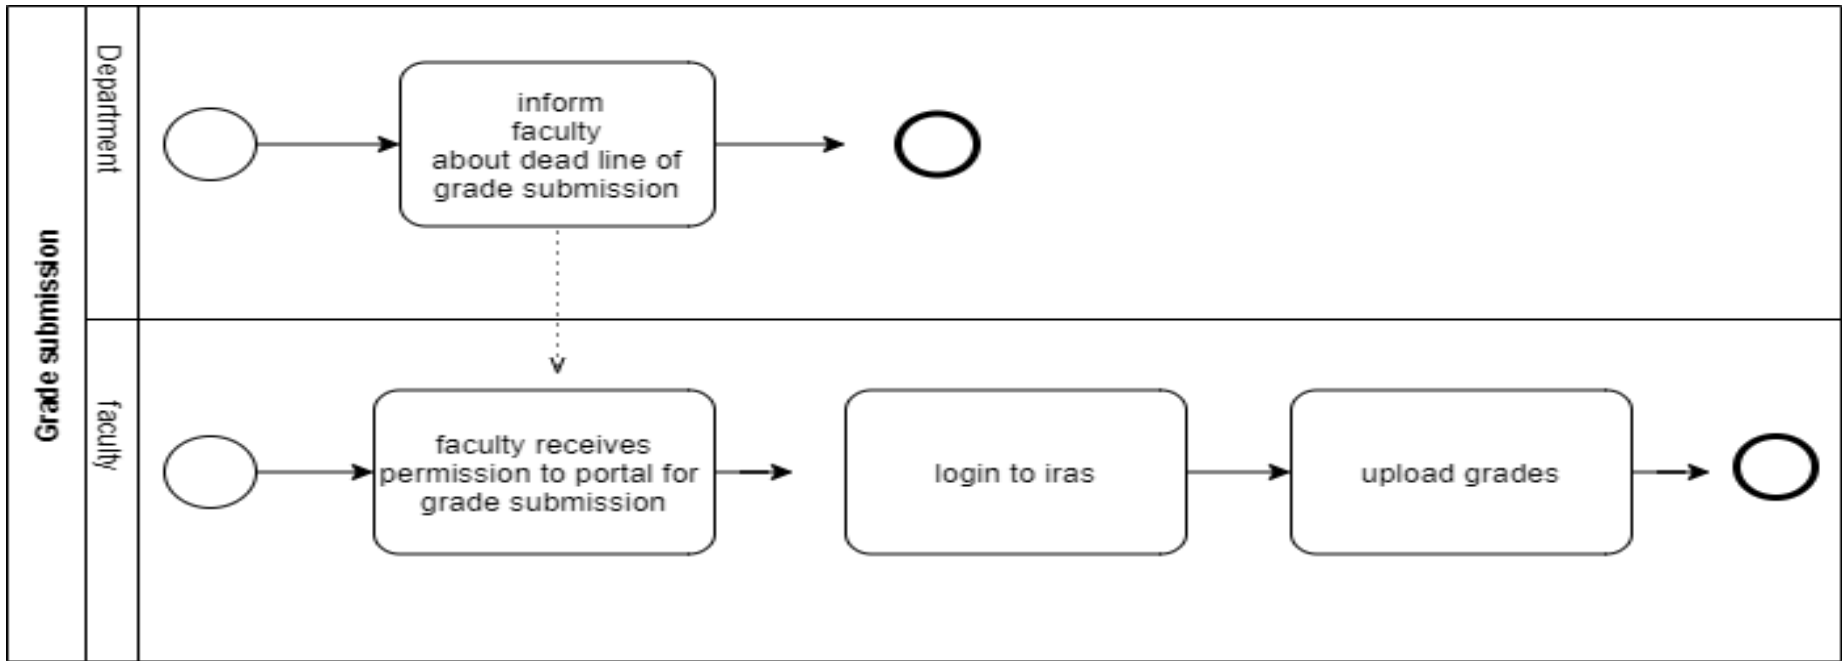 Grade submission
Department
inform
faculty
about dead line of
grade submission
faculty
faculty receives
permission to portal for
grade submission
login to iras
upload grades